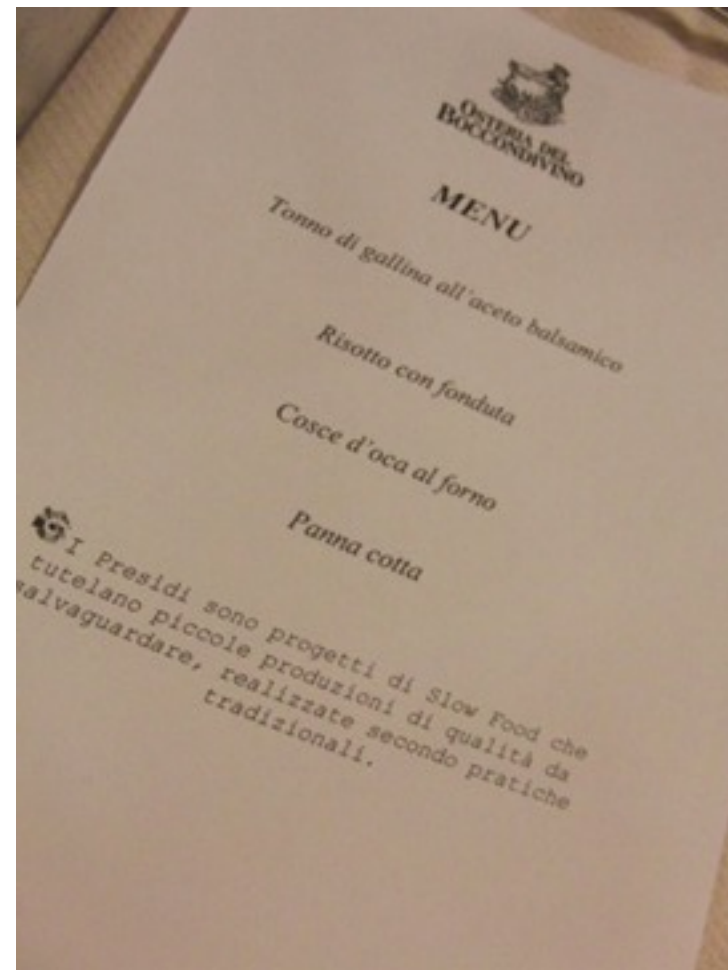 OSTERIA DEL
BOCCONDIVINO
MENU
Tonno di gallina all'aceto balsamico
Risotto con fonduta
Cosce d'oca al forno
Panna cotta
I Presidi sono progetti di Slow Food che
tutelano piccole produzioni di qualità da
salvaguardare, realizzate secondo pratiche
tradizionali.